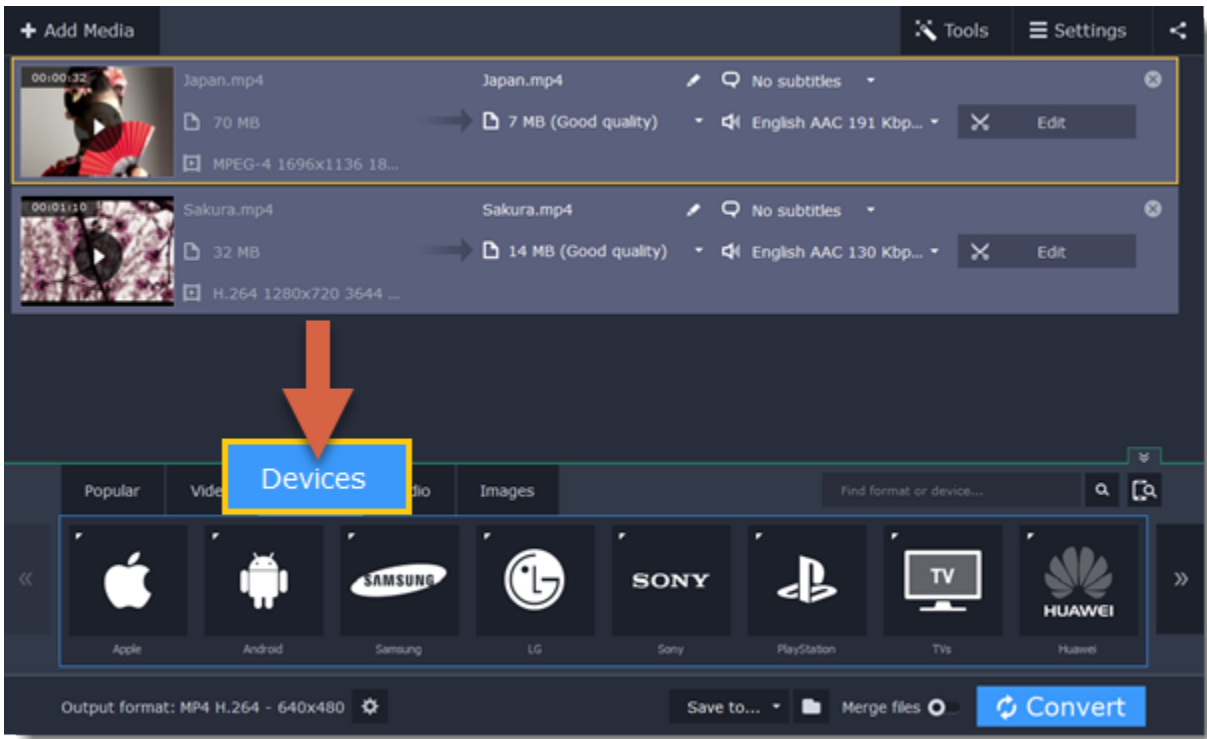 Add Media
Tools
Settings
00:00:32
Japan.mp4
Japan.mp4
No subtitles
70 MB
7 MB (Good quality)
English AAC 191 Kbp...
Edit
MPEG-4 1696x1136 18...
00:01:10
Sakura.mp4
Sakura.mp4
No subtitles
32 MB
14 MB (Good quality)
English AAC 130 Kbp...
Edit
H.264 1280x720 3644 ...
Popular
Vide
Devices
dio
Images
Find format or device...
SAMSUNG
LG
SONY
TV
HUAWEI
Apple
Android
Samsung
LG
Sony
PlayStation
TVs
Huawei
Output format: MP4 H.264 - 640x480
Save to...
Merge files
Convert